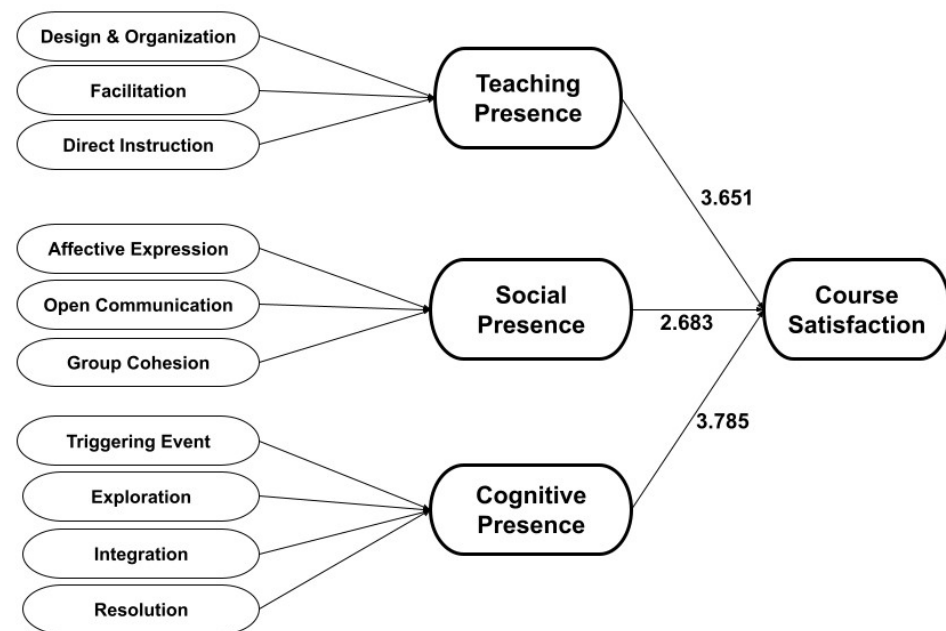 Design & Organization
Facilitation
Direct Instruction
Teaching
Presence
3.651
Affective Expression
Open Communication
Group Cohesion
Social
Presence
2.683
Course
Satisfaction
Triggering Event
Exploration
Integration
Resolution
Cognitive
Presence
3.785